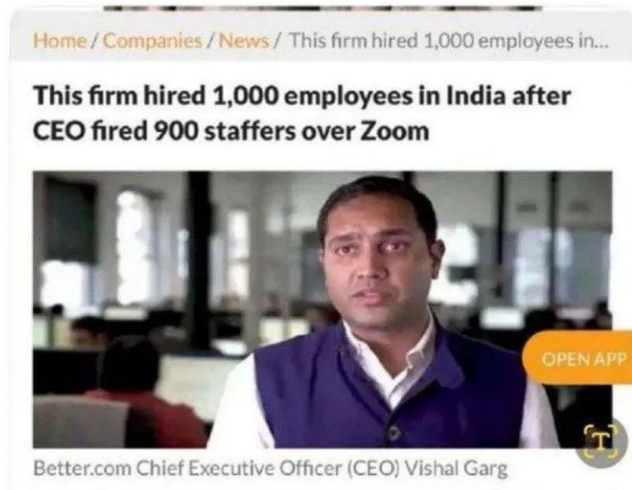 Home / Companies / News / This firm hired 1,000 employees in...
This firm hired 1,000 employees in India after
CEO fired 900 staffers over Zoom
OPEN APP
T
Better.com Chief Executive Officer (CEO) Vishal Garg